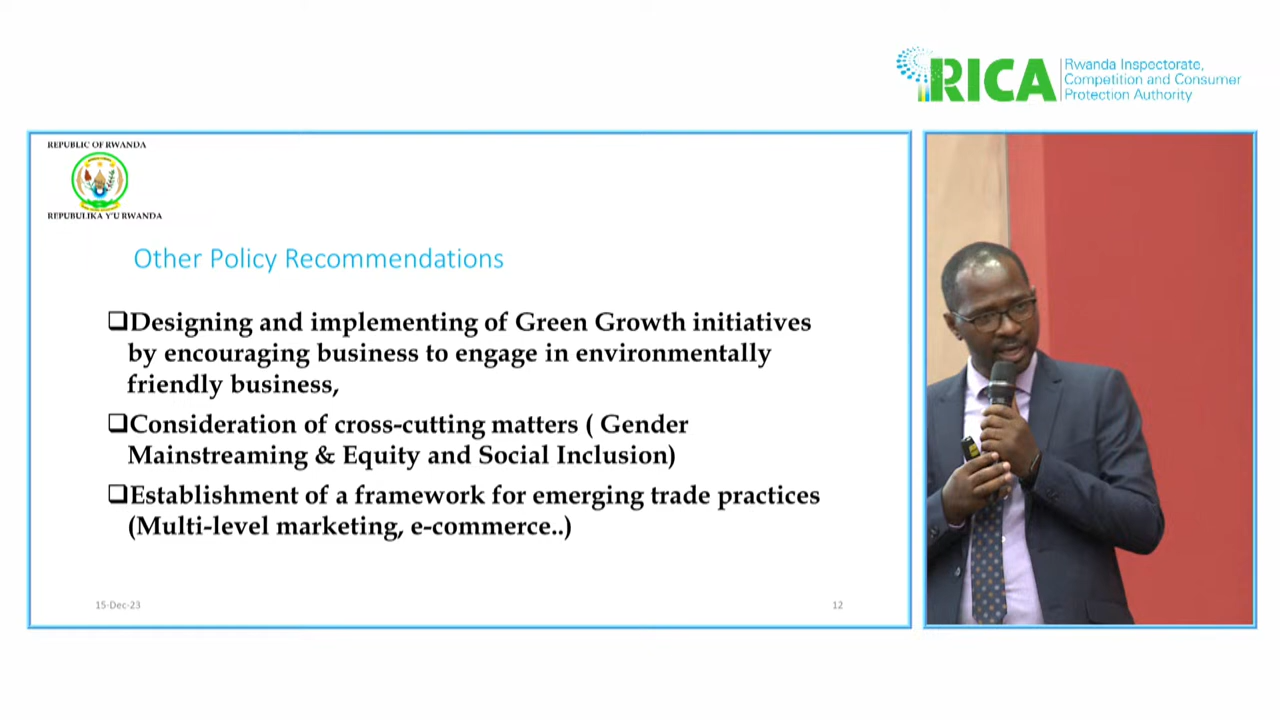 RICA
Rwanda Inspectorate,
Competition and Consumer
Protection Authority
REPUBLIC OF RWANDA
REPUBULIKA Y'U RWANDA
Other Policy Recommendations
❑Designing and implementing of Green Growth initiatives
by encouraging business to engage in environmentally
friendly business,
❑Consideration of cross-cutting matters ( Gender
Mainstreaming & Equity and Social Inclusion)
❑Establishment of a framework for emerging trade practices
(Multi-level marketing, e-commerce..)
15-Dec-23
12